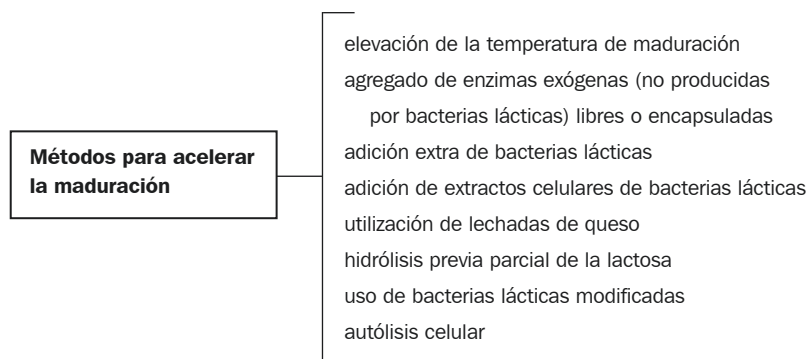 Métodos para acelerar
la maduración
elevación de la temperatura de maduración
agregado de enzimas exógenas (no producidas
por bacterias lácticas) libres o encapsuladas
adición extra de bacterias lácticas
adición de extractos celulares de bacterias lácticas
utilización de lechadas de queso
hidrólisis previa parcial de la lactosa
uso de bacterias lácticas modificadas
autólisis celular